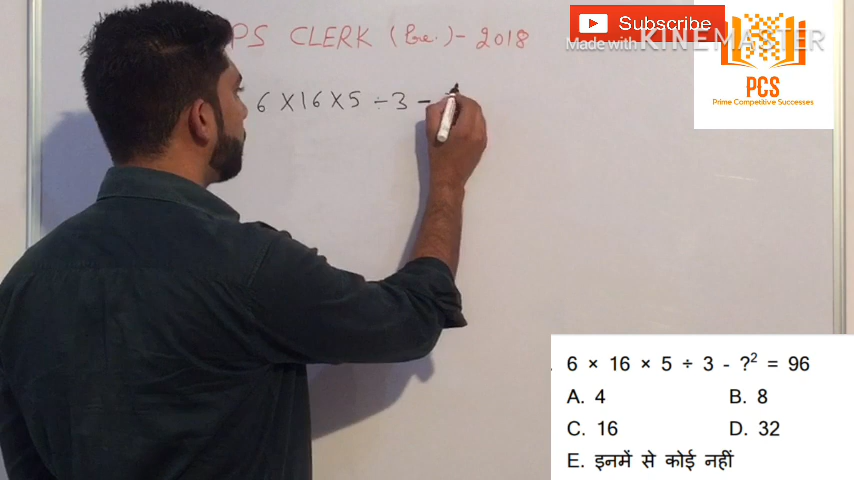 PS CLERK (Pre.) - 2018
Subscribe
Made with KINEMASTER
PCS
Prime Competitive Successes
6 × 16 × 5 ÷ 3 -
6 × 16 × 5 ÷ 3 - ?² = 96
A. 4 B. 8
C. 16 D. 32
E. इनमें से कोई नहीं